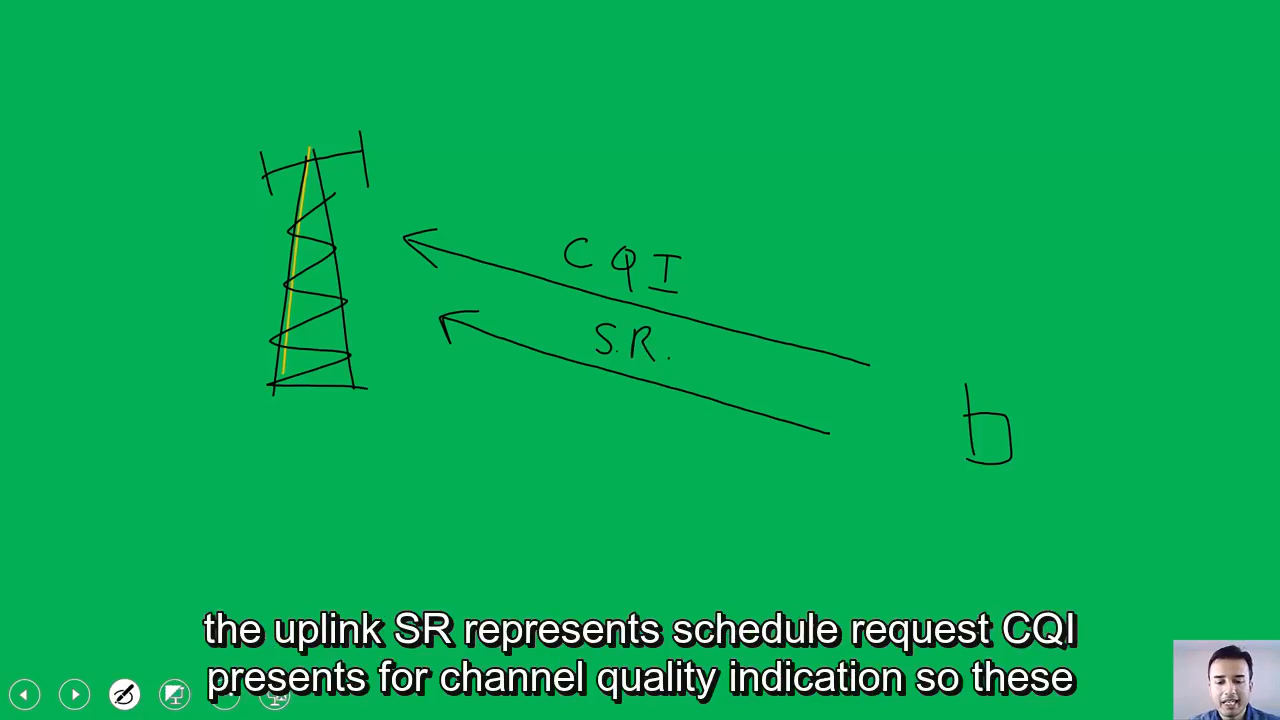 CQI
S.R.
the uplink SR represents schedule request CQI
presents for channel quality indication so these